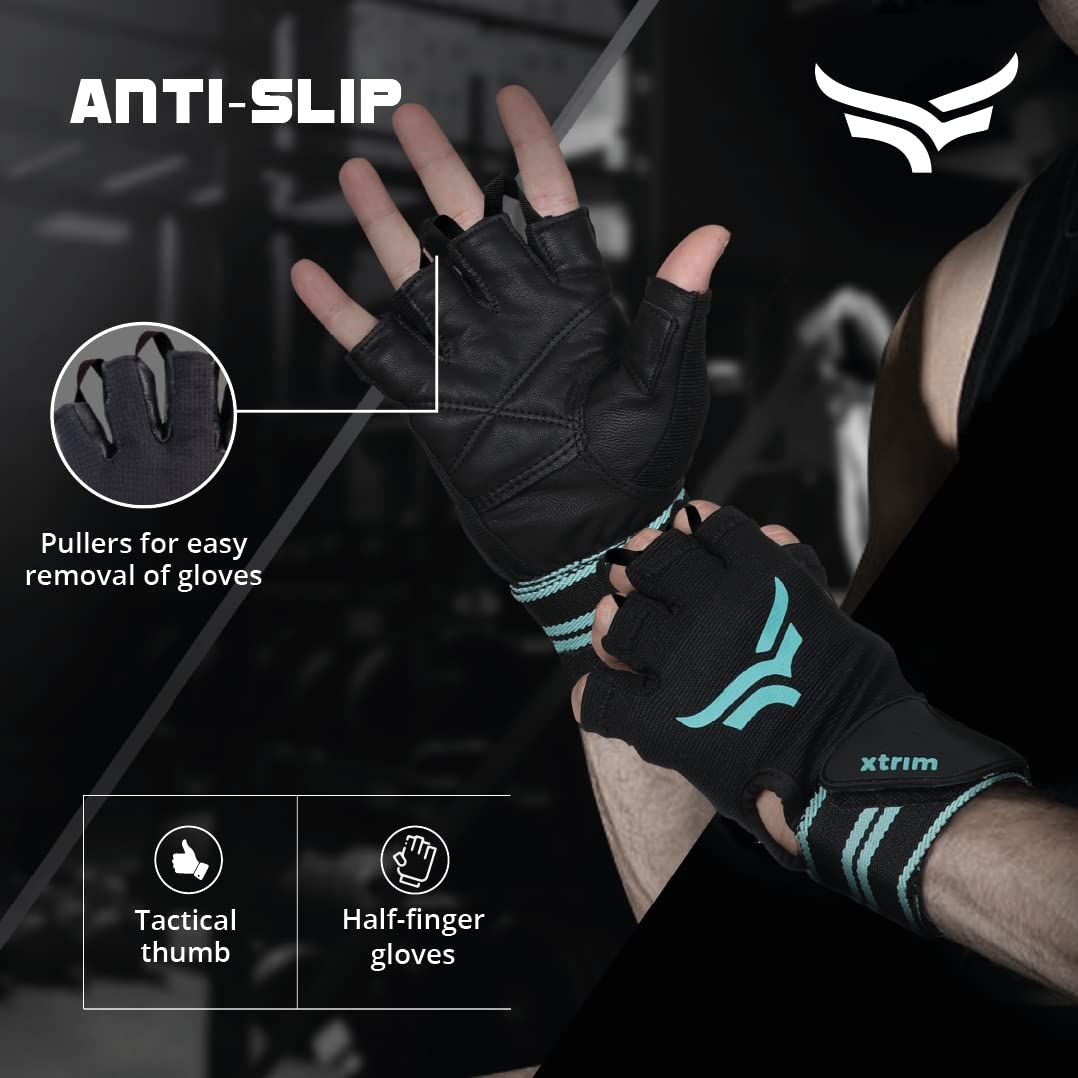 ANTI-SLIP
Pullers for easy
removal of gloves
xtrim
Tactical
thumb
Half-finger
gloves